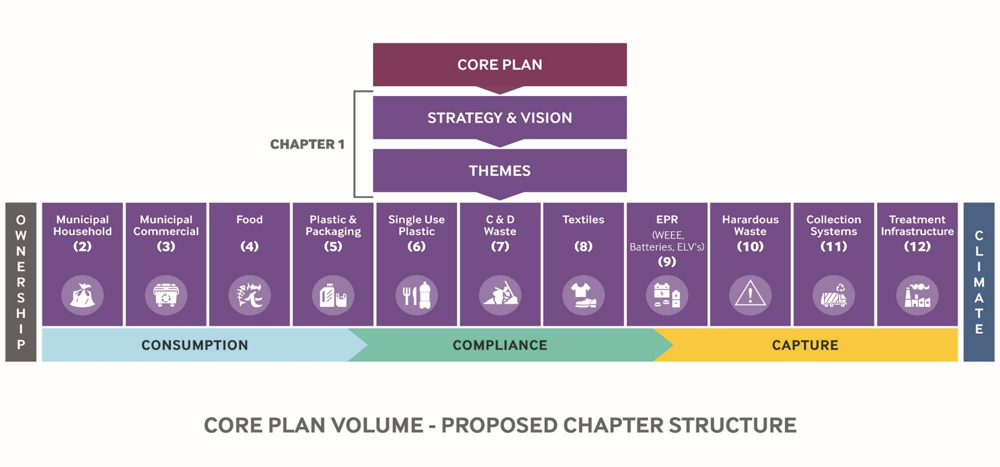 CORE PLAN
STRATEGY & VISION
CHAPTER 1
THEMES
OWNERSHIP
Municipal
Household
(2)
Municipal
Commercial
(3)
Food
(4)
Plastic &
Packaging
(5)
Single Use
Plastic
(6)
C & D
Waste
(7)
Textiles
(8)
EPR
(WEEE,
Batteries, ELV's)
(9)
Harardous
Waste
(10)
Collection
Systems
(11)
Treatment
Infrastructure
(12)
CLIMATE
CONSUMPTION
COMPLIANCE
CAPTURE
CORE PLAN VOLUME - PROPOSED CHAPTER STRUCTURE